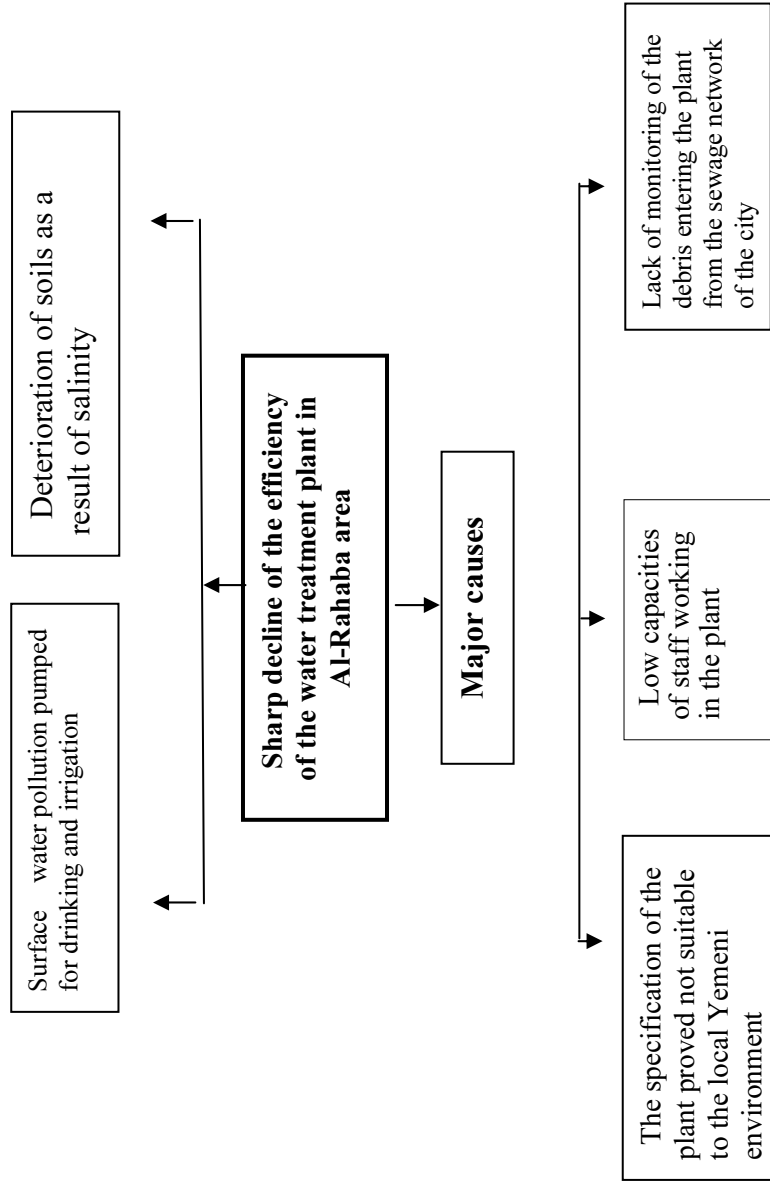 Surface water pollution pumped
for drinking and irrigation
Deterioration of soils as a
result of salinity
Sharp decline of the efficiency
of the water treatment plant in
Al-Rahaba area
Major causes
The specification of the
plant proved not suitable
to the local Yemeni
environment
Low capacities
of staff working
in the plant
Lack of monitoring of the
debris entering the plant
from the sewage network
of the city